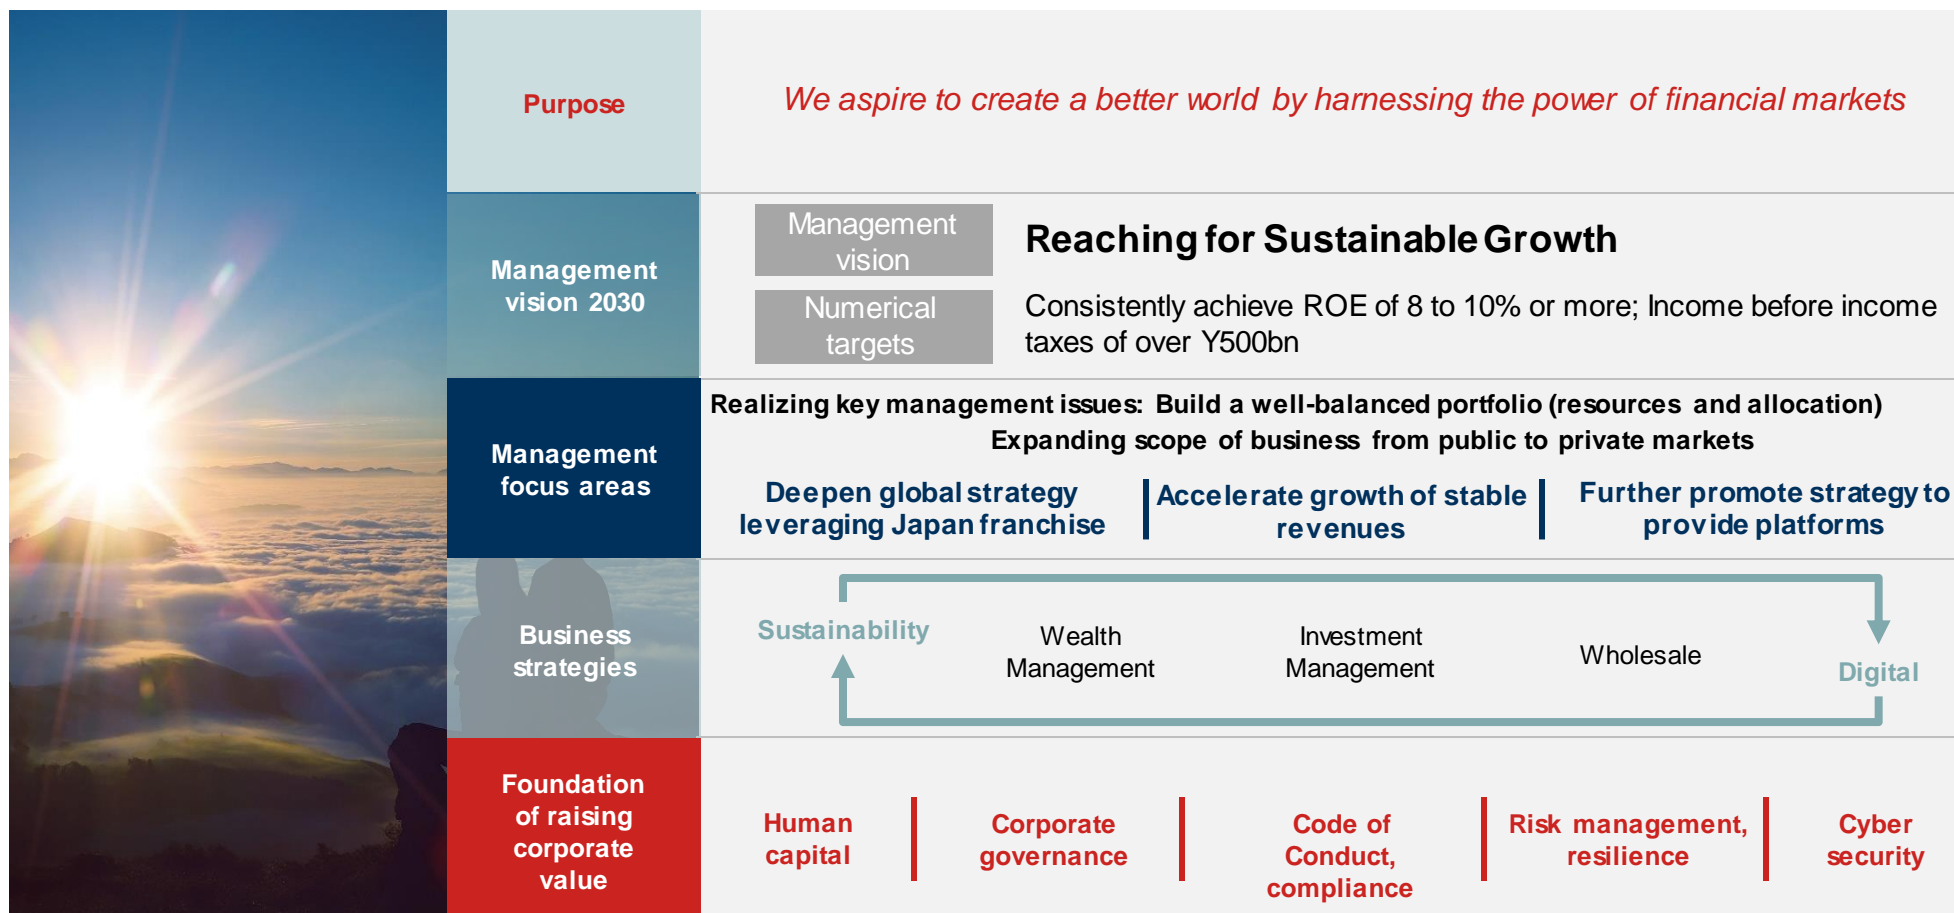 Purpose
We aspire to create a better world by harnessing the power of financial markets
Management
vision 2030
Management
vision
Reaching for Sustainable Growth
Numerical
targets
Consistently achieve ROE of 8 to 10% or more; Income before income
taxes of over Y500bn
Management
focus areas
Realizing key management issues: Build a well-balanced portfolio (resources and allocation)
Expanding scope of business from public to private markets
Deepen global strategy
leveraging Japan franchise
Accelerate growth of stable
revenues
Further promote strategy to
provide platforms
Business
strategies
Sustainability
Wealth
Management
Investment
Management
Wholesale
Digital
Foundation
of raising
corporate
value
Human
capital
Corporate
governance
Code of
Conduct,
compliance
Risk management,
resilience
Cyber
security